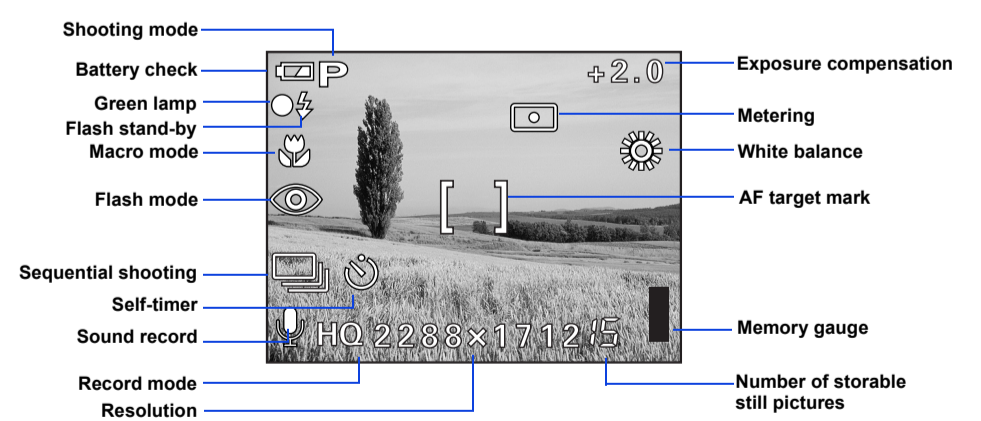 Shooting mode
Battery check
Green lamp
Flash stand-by
Macro mode
Flash mode
Sequential shooting
Self-timer
Sound record
Record mode
Resolution
P
+2.0
HQ 2288×1712 15
Exposure compensation
Metering
White balance
AF target mark
Memory gauge
Number of storable
still pictures